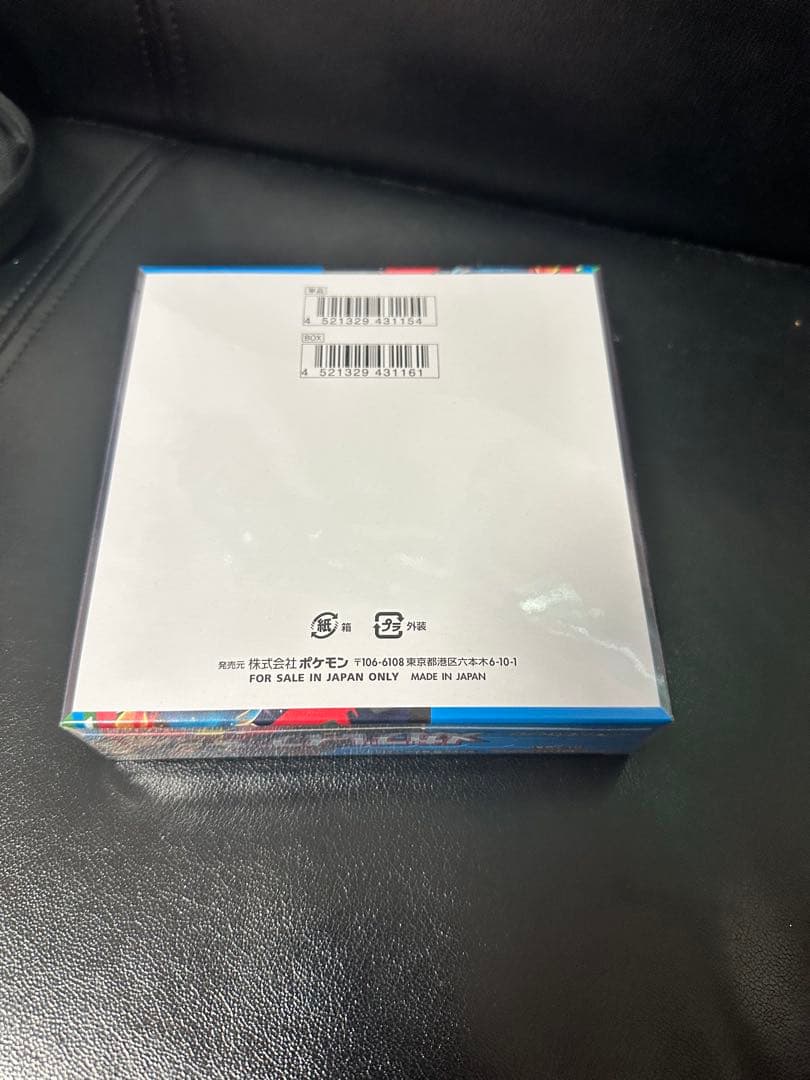 単品
4 521329 431154
BOX
4 521329 431161
紙 箱 プラ 外装
発売元 株式会社ポケモン 〒106-6108 東京都港区六本木6-10-1
FOR SALE IN JAPAN ONLY MADE IN JAPAN